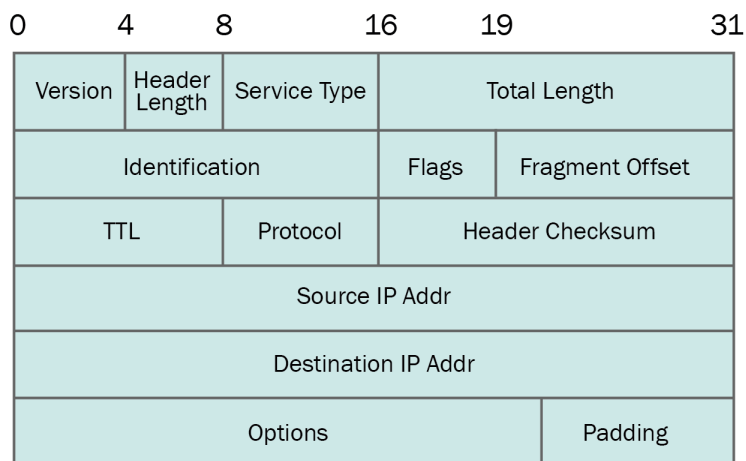 0 4 8 16 19 31
Version Header Length Service Type Total Length
Identification Flags Fragment Offset
TTL Protocol Header Checksum
Source IP Addr
Destination IP Addr
Options Padding